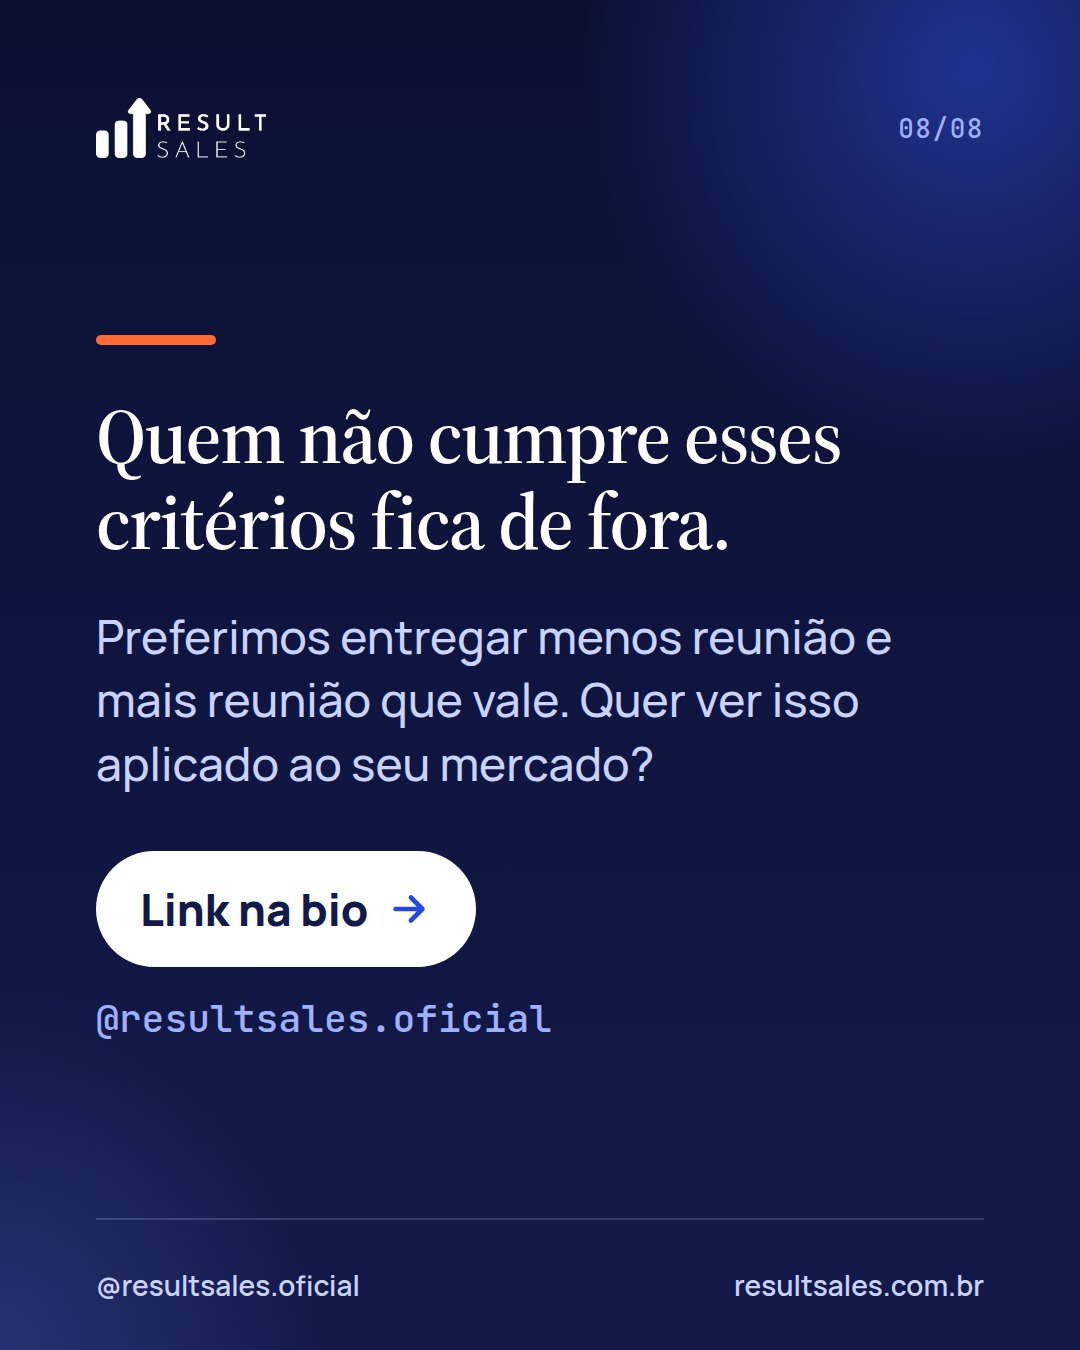 RESULT
SALES
08/08
Quem não cumpre esses
critérios fica de fora.
Preferimos entregar menos reunião e
mais reunião que vale. Quer ver isso
aplicado ao seu mercado?
Link na bio →
@resultsales.oficial
@resultsales.oficial
resultsales.com.br